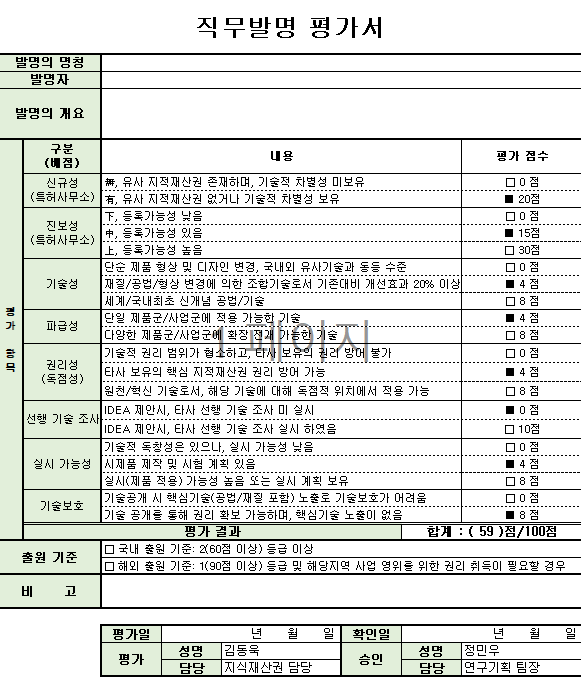 직무발명 평가서
발명의 명칭
발명자
발명의 개요
평가 항목
구분 (배점) 내용 평가 점수
신규성 (특허사무소)
無, 유사 지적재산권 존재하며, 기술적 차별성 미보유 □ 0 점
有, 유사 지적재산권 없거나 기술적 차별성 보유 ■ 20점
진보성 (특허사무소)
下, 등록가능성 낮음 □ 0 점
中, 등록가능성 있음 ■ 15점
上, 등록가능성 높음 □ 30점
기술성
단순 제품 형상 및 디자인 변경, 국내외 유사기술과 동등 수준 □ 0 점
재질/공법/형상 변경에 의한 조합기술로서 기존대비 개선효과 20% 이상 ■ 4 점
세계/국내최초 신개념 공법/기술 □ 8 점
파급성
단일 제품군/사업군에 적용 가능한 기술 ■ 4 점
다양한 제품군/사업군에 확장 전개 가능한 기술 □ 8 점
1 페이지
권리성 (독점성)
기술적 권리 범위가 협소하고, 타사 보유의 권리 방어 불가 □ 0 점
타사 보유의 핵심 지적재산권 권리 방어 가능 ■ 4 점
원천/혁신 기술로서, 해당 기술에 대해 독점적 위치에서 적용 가능 □ 8 점
선행 기술 조사
IDEA 제안시, 타사 선행 기술 조사 미 실시 ■ 0 점
IDEA 제안시, 타사 선행 기술 조사 실시 하였음 □ 10점
실시 가능성
기술적 독창성은 있으나, 실시 가능성 낮음 □ 0 점
시제품 제작 및 시험 계획 있음 ■ 4 점
실시(제품 적용) 가능성 높음 또는 실시 계획 보유 □ 8 점
기술보호
기술공개 시 핵심기술(공법/재질 포함) 노출로 기술보호가 어려움 □ 0 점
기술 공개를 통해 권리 확보 가능하며, 핵심기술 노출이 없음 ■ 8 점
평가 결과 합계 : ( 59 )점/100점
출원 기준
□ 국내 출원 기준: 2(60점 이상) 등급 이상
□ 해외 출원 기준: 1(90점 이상) 등급 및 해당지역 사업 영위를 위한 권리 취득이 필요할 경우
비 고
평가일 년 월 일 확인일 년 월 일
평가 성명 김동욱 승인 성명 정민우
담당 지식재산권 담당 담당 연구기획 팀장